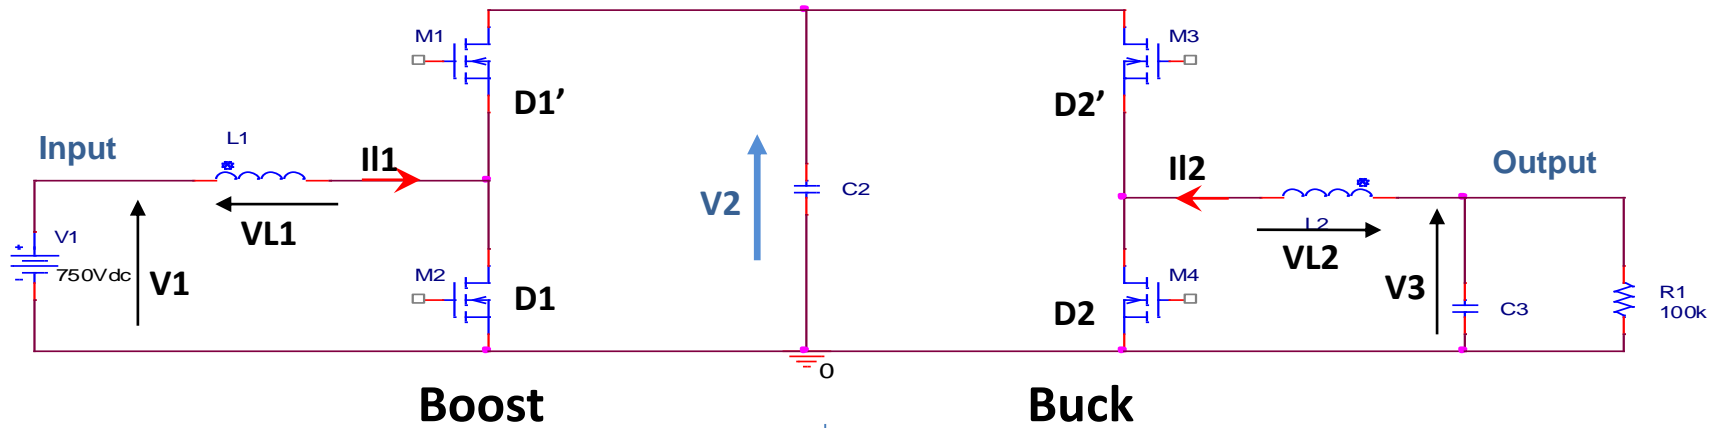 M1
M3
D1’
D2’
Input
L1
Il1
V2
C2
Il2
Output
VL1
L2
V1
750Vdc
V1
M2
D1
M4
D2
VL2
V3
C3
R1
100k
0
Boost
Buck